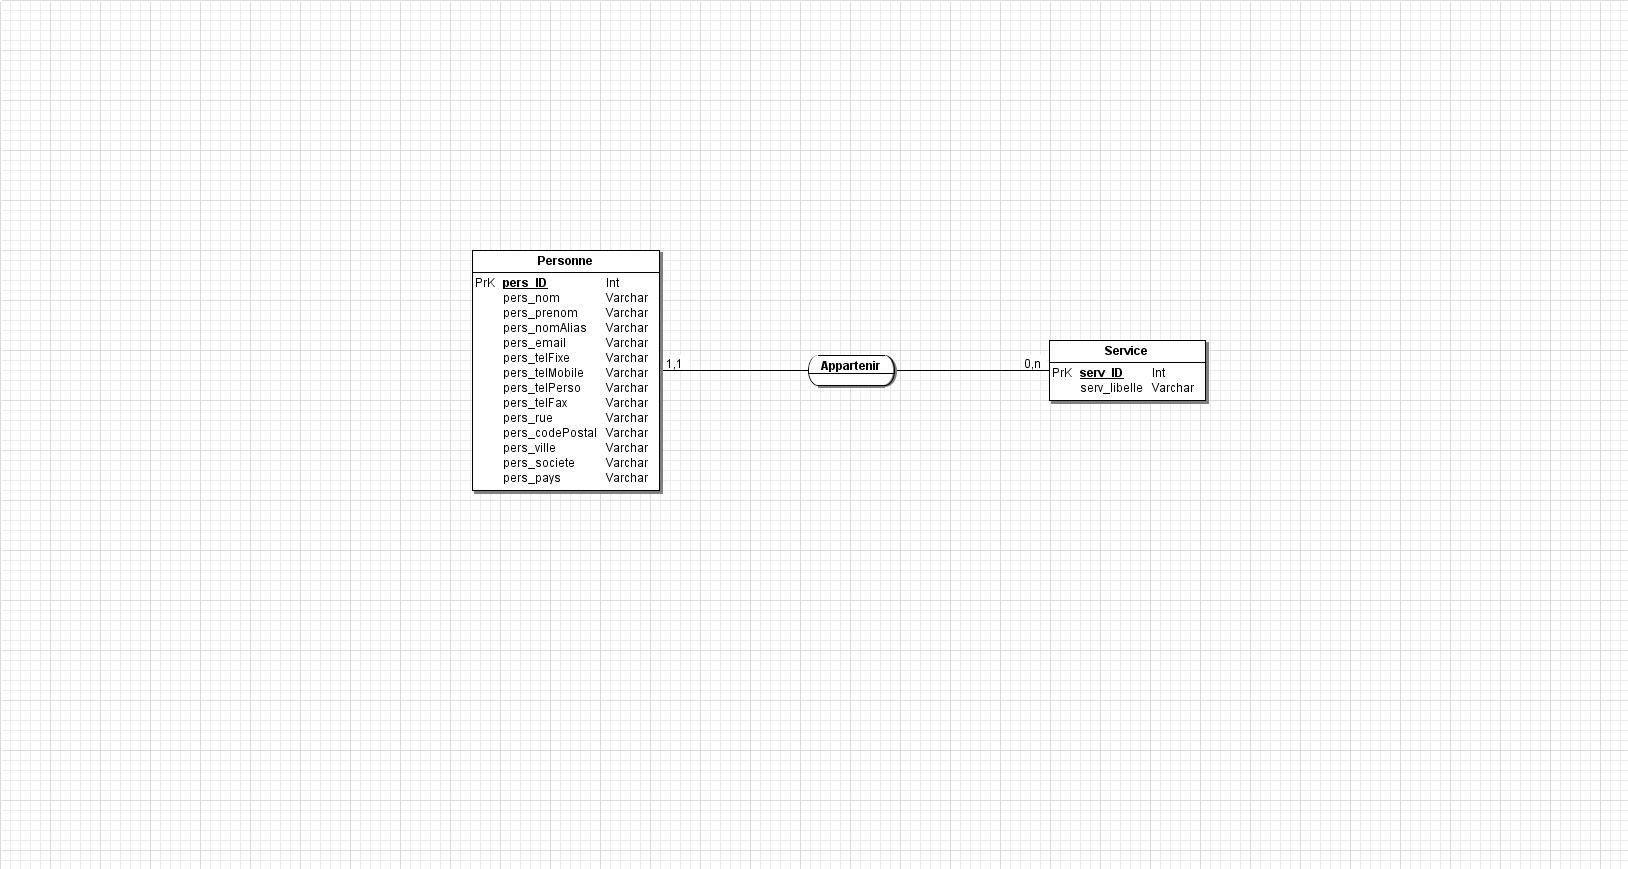 Personne
PrK pers_ID Int
pers_nom Varchar
pers_prenom Varchar
pers_nomAlias Varchar
pers_email Varchar
pers_telFixe Varchar
pers_telMobile Varchar
pers_telPerso Varchar
pers_telFax Varchar
pers_rue Varchar
pers_codePostal Varchar
pers_ville Varchar
pers_societe Varchar
pers_pays Varchar
1,1
Appartenir
0,n
Service
PrK serv_ID Int
serv_libelle Varchar